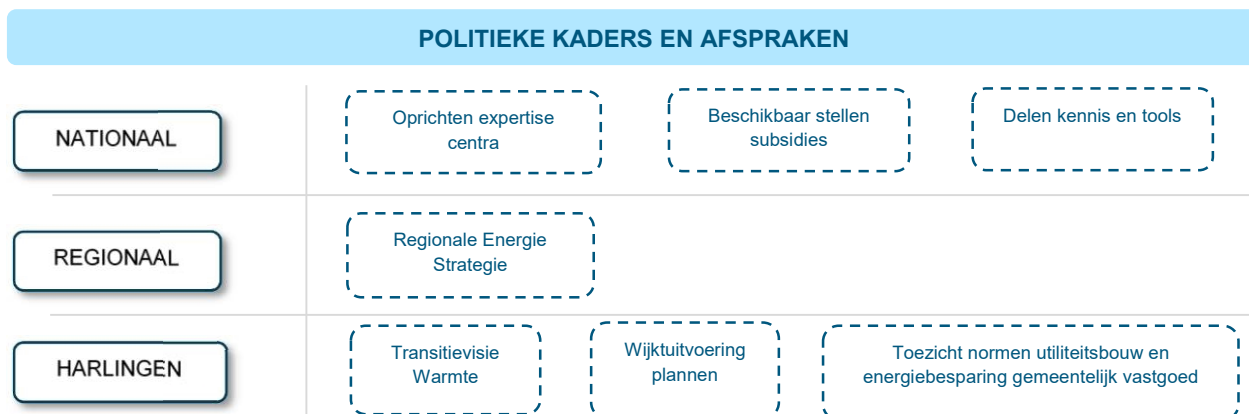 POLITIEKE KADERS EN AFSPRAKEN
NATIONAAL
Oprichten expertise
centra
Beschikbaar stellen
subsidies
Delen kennis en tools
REGIONAAL
Regionale Energie
Strategie
HARLINGEN
Transitievisie
Warmte
Wijktuitvoering
plannen
Toezicht normen utiliteitsbouw en
energiebesparing gemeentelijk vastgoed